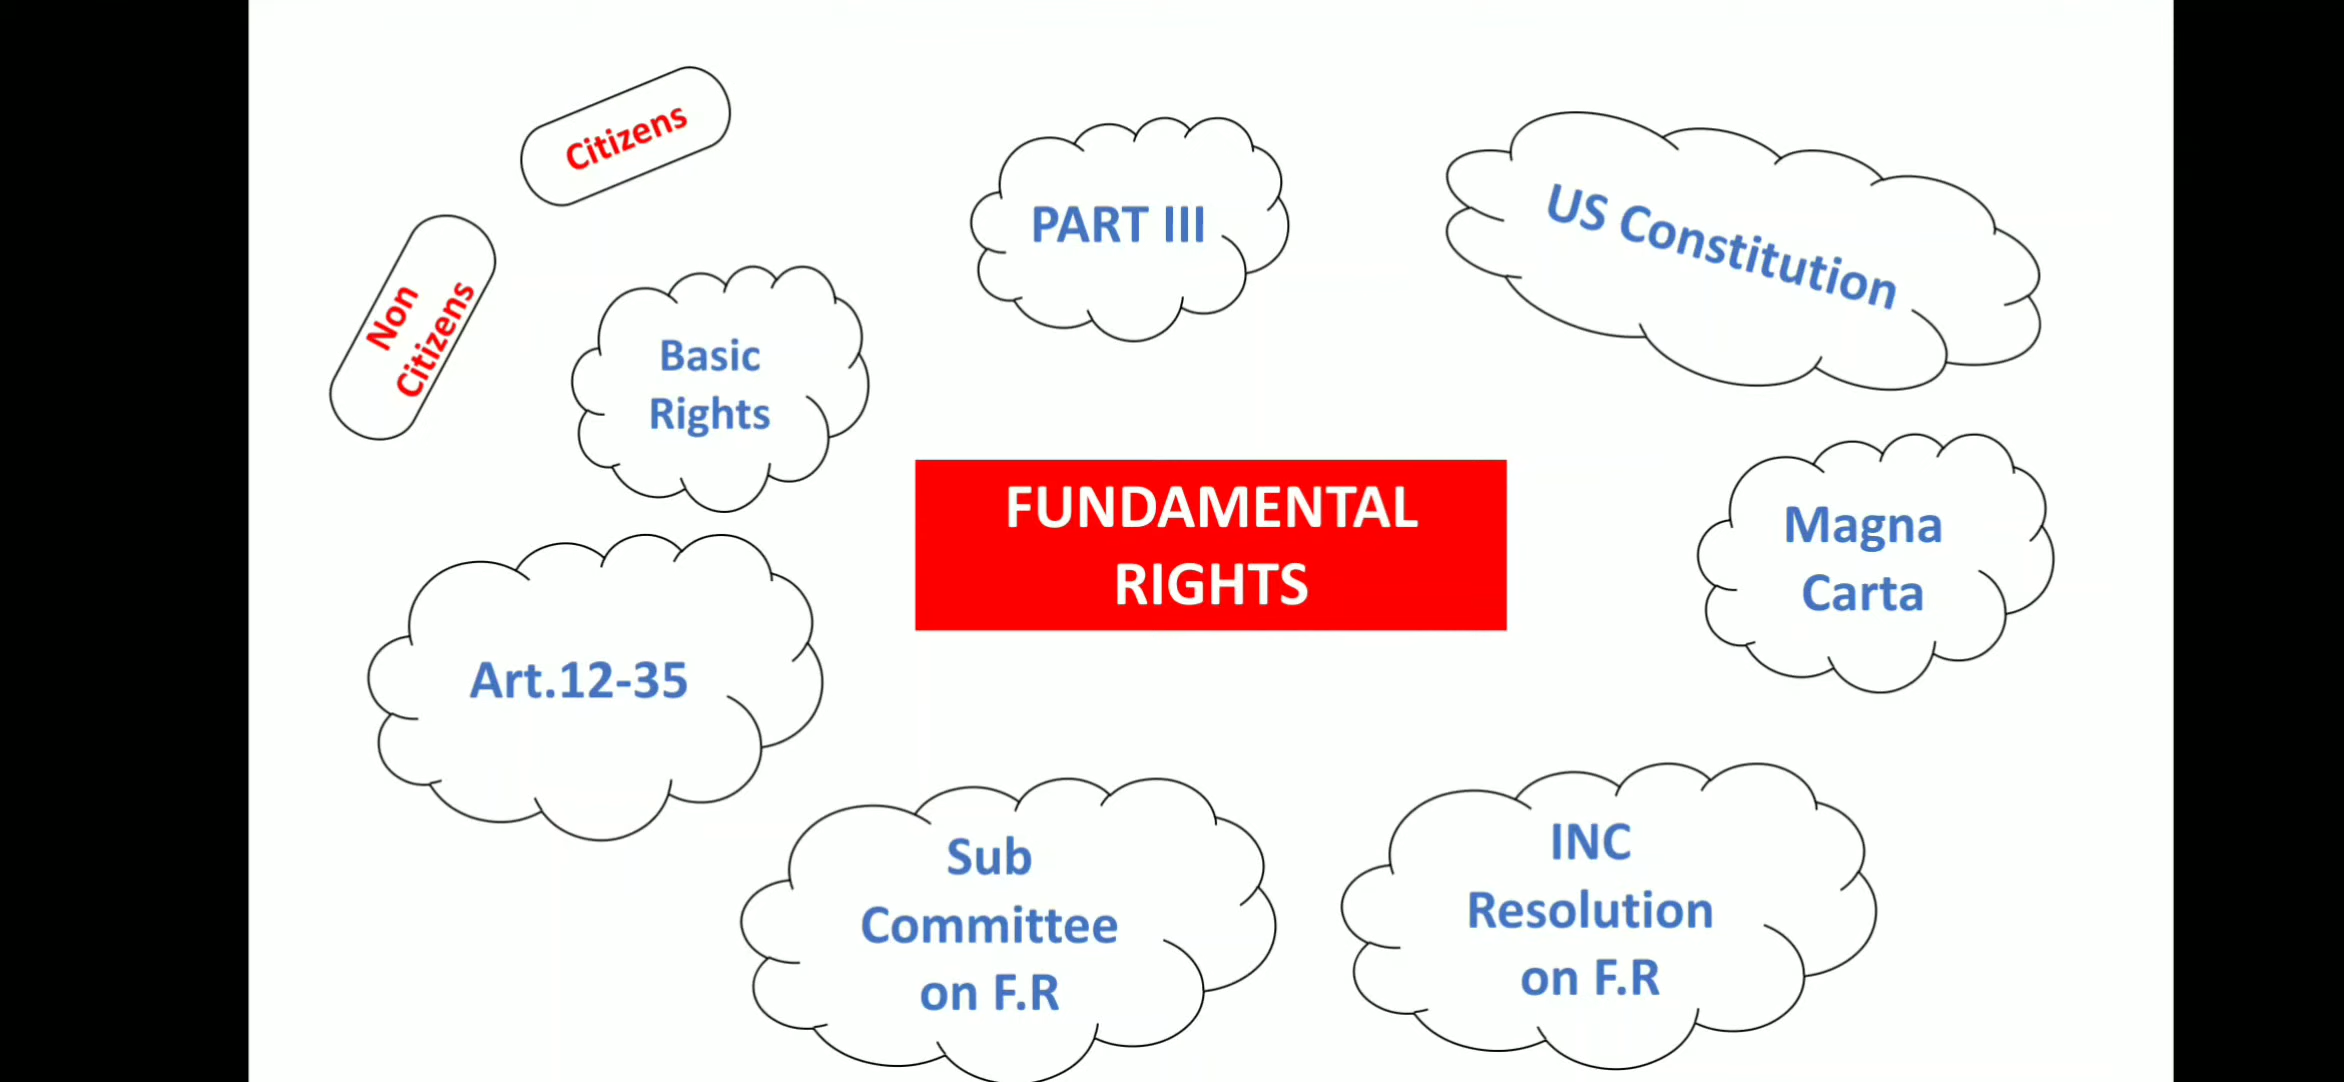 Citizens
Non
Citizens
Basic
Rights
PART III
US Constitution
FUNDAMENTAL
RIGHTS
Magna
Carta
Art.12-35
Sub
Committee
on F.R
INC
Resolution
on F.R